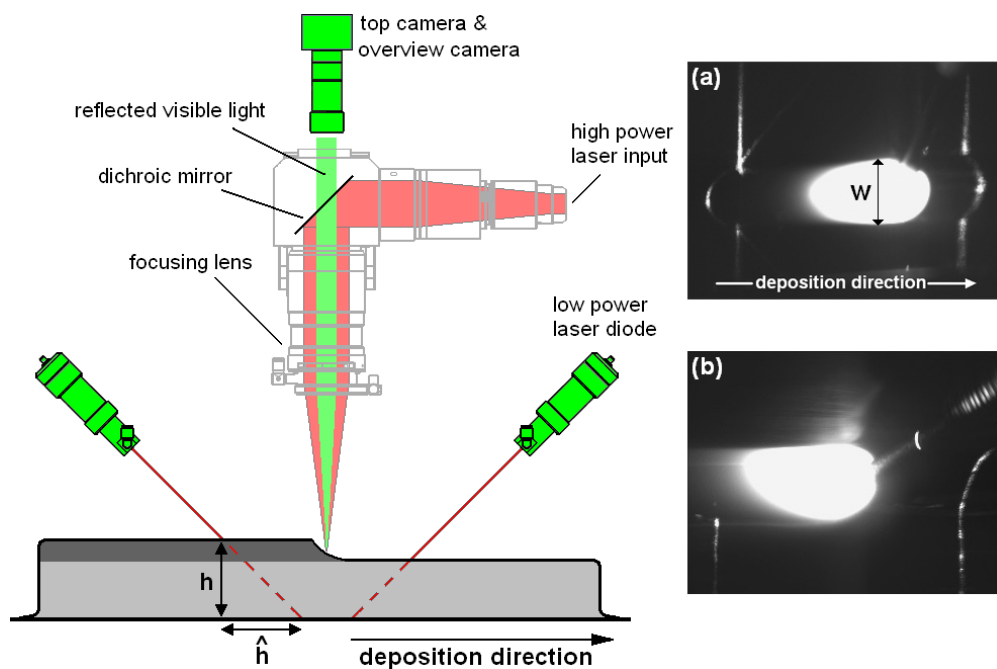 top camera &
overview camera
reflected visible light
high power
laser input
dichroic mirror
focusing lens
low power
laser diode
h
ĥ
deposition direction
(a)
w
deposition direction
(b)